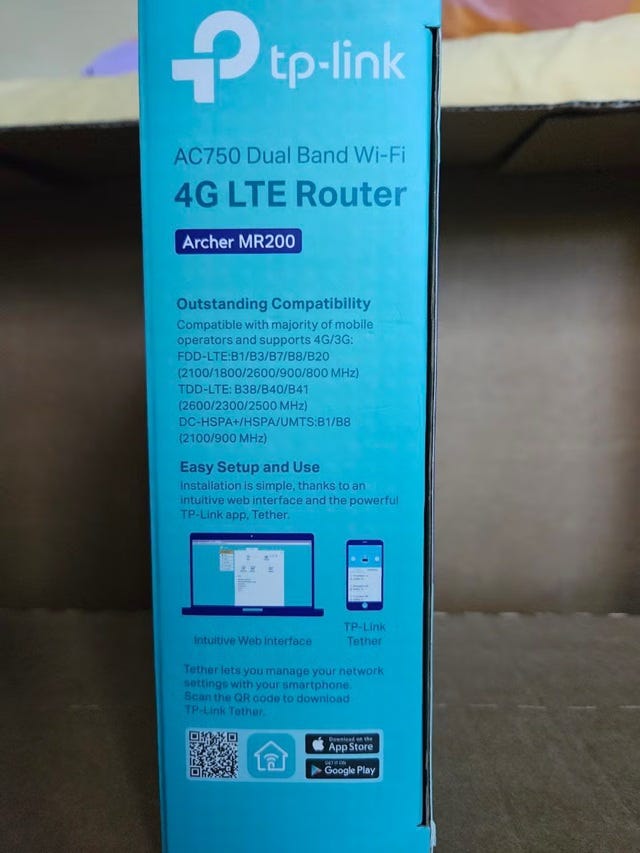 tp-link
AC750 Dual Band Wi-Fi
4G LTE Router
Archer MR200
Outstanding Compatibility
Compatible with majority of mobile
operators and supports 4G/3G:
FDD-LTE:B1/B3/B7/B8/B20
(2100/1800/2600/900/800 MHz)
TDD-LTE: B38/B40/B41
(2600/2300/2500 MHz)
DC-HSPA+/HSPA/UMTS:B1/B8
(2100/900 MHz)
Easy Setup and Use
Installation is simple, thanks to an
intuitive web interface and the powerful
TP-Link app, Tether.
Intuitive Web Interface
TP-Link
Tether
Tether lets you manage your network
settings with your smartphone.
Scan the QR code to download
TP-Link Tether.
Download on the
App Store
GET IT ON
Google Play